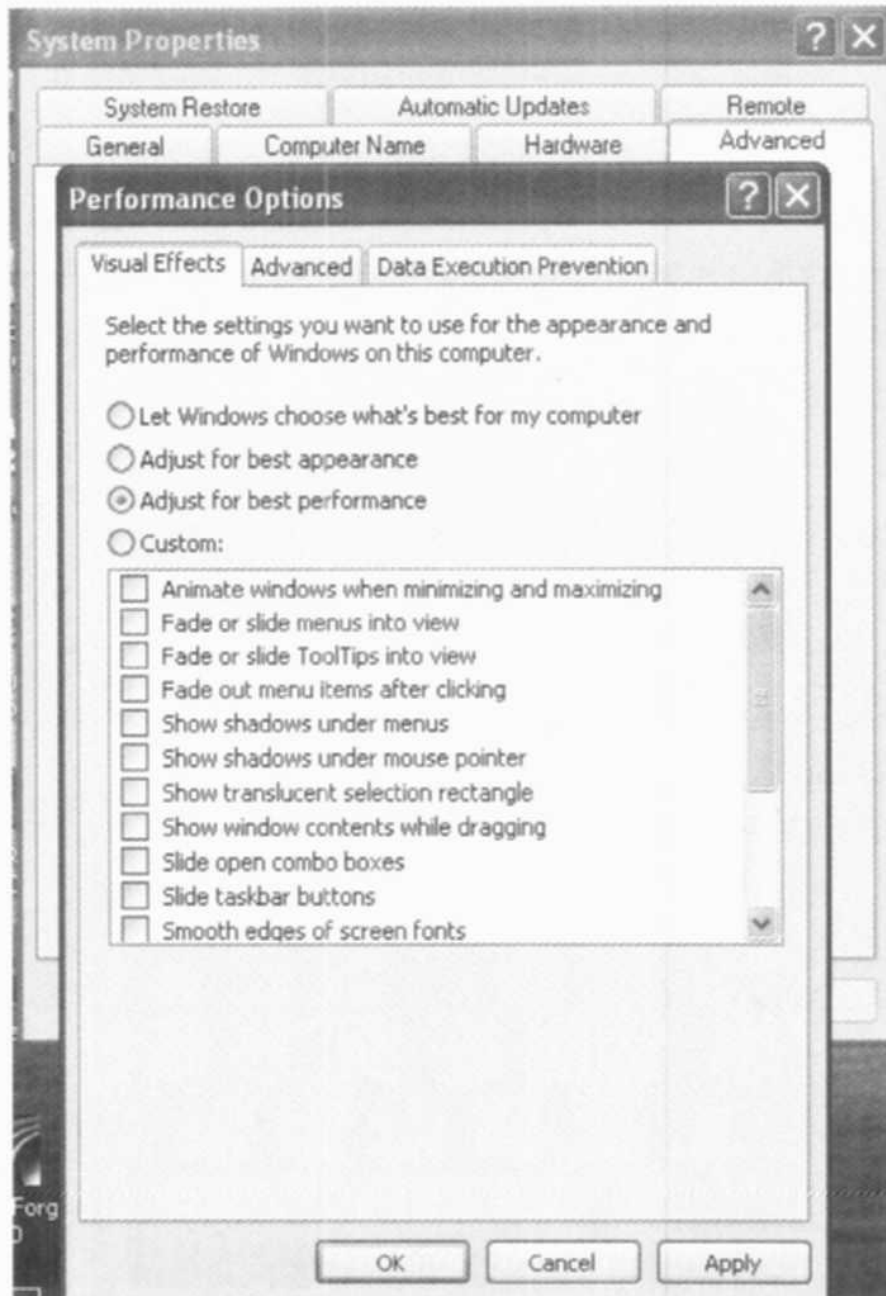 System Properties
System Restore Automatic Updates Remote
General Computer Name Hardware Advanced
Performance Options
Visual Effects Advanced Data Execution Prevention
Select the settings you want to use for the appearance and
performance of Windows on this computer.
Let Windows choose what's best for my computer
Adjust for best appearance
Adjust for best performance
Custom:
Animate windows when minimizing and maximizing
Fade or slide menus into view
Fade or slide ToolTips into view
Fade out menu items after clicking
Show shadows under menus
Show shadows under mouse pointer
Show translucent selection rectangle
Show window contents while dragging
Slide open combo boxes
Slide taskbar buttons
Smooth edges of screen fonts
Forg
OK Cancel Apply